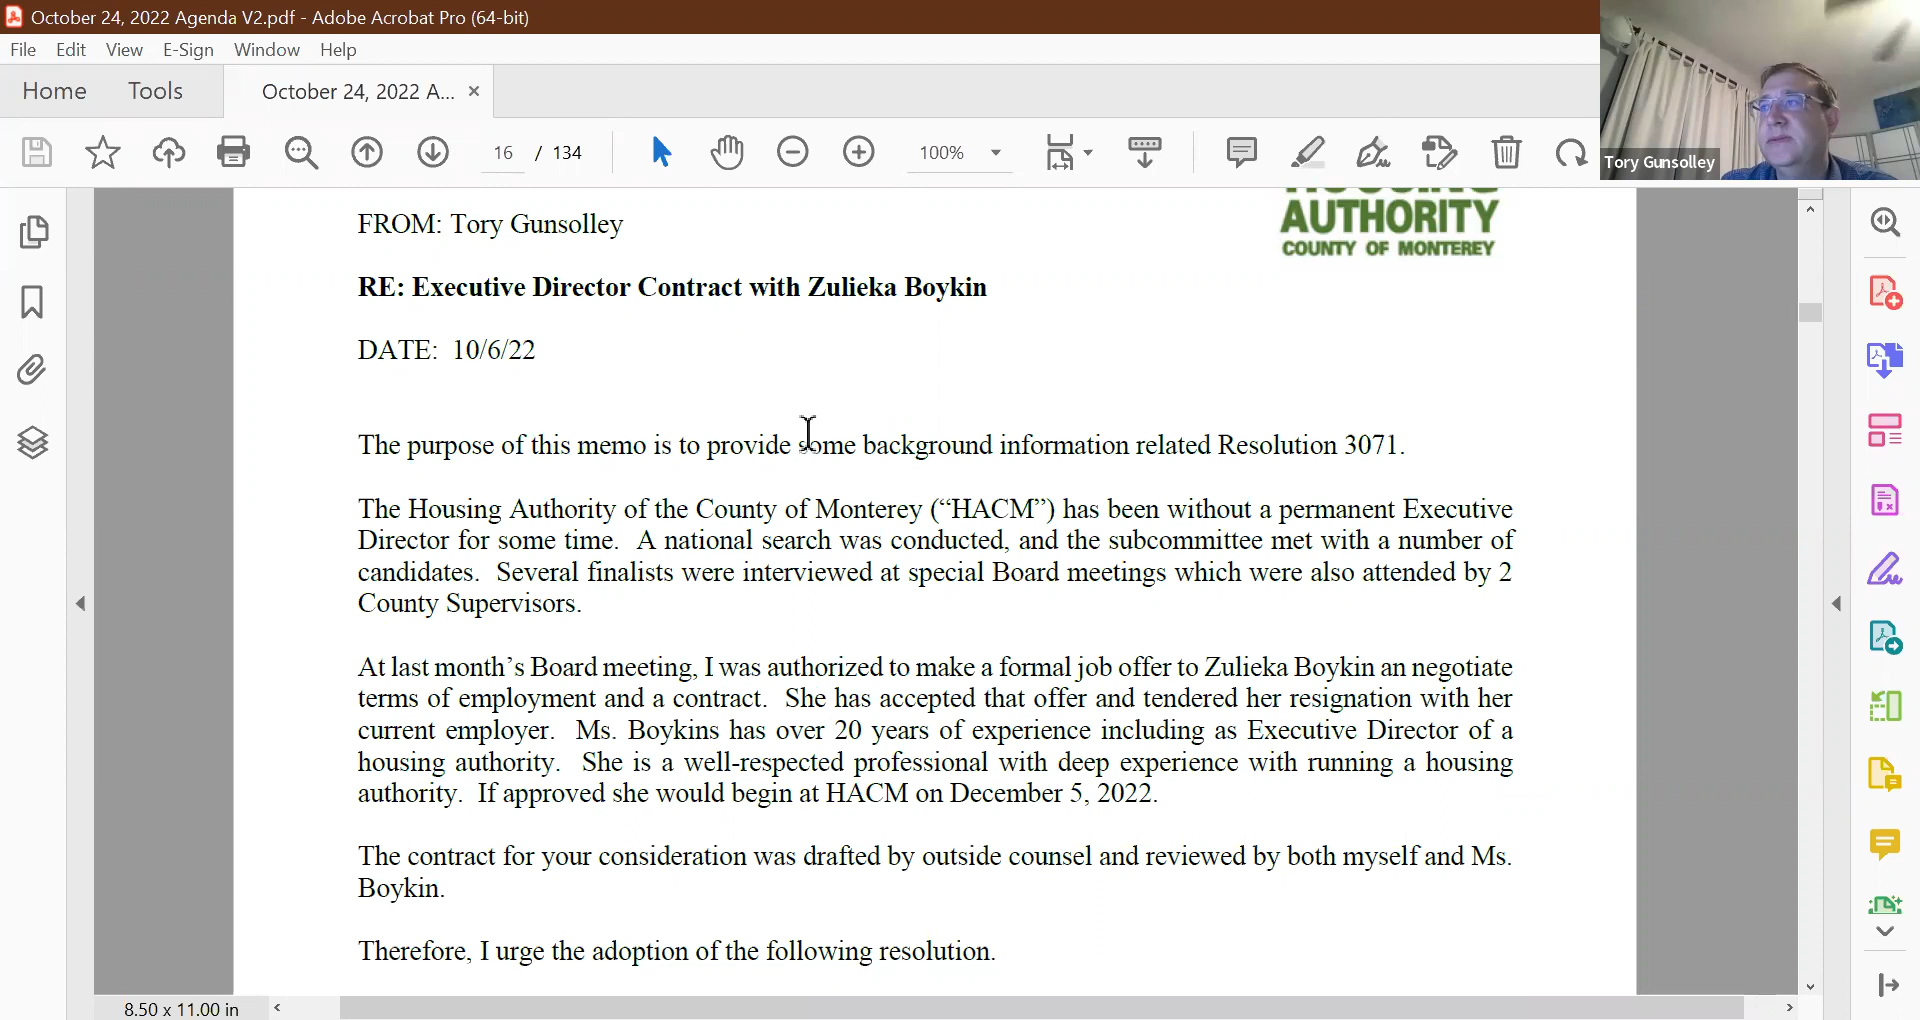 October 24, 2022 Agenda V2.pdf - Adobe Acrobat Pro (64-bit)
File Edit View E-Sign Window Help
Home Tools October 24, 2022 A... ×
16 / 134 100%
Tory Gunsolley
HOUSING
AUTHORITY
COUNTY OF MONTEREY
FROM: Tory Gunsolley
RE: Executive Director Contract with Zulieka Boykin
DATE: 10/6/22
The purpose of this memo is to provide some background information related Resolution 3071.
The Housing Authority of the County of Monterey (“HACM”) has been without a permanent Executive
Director for some time. A national search was conducted, and the subcommittee met with a number of
candidates. Several finalists were interviewed at special Board meetings which were also attended by 2
County Supervisors.
At last month’s Board meeting, I was authorized to make a formal job offer to Zulieka Boykin an negotiate
terms of employment and a contract. She has accepted that offer and tendered her resignation with her
current employer. Ms. Boykins has over 20 years of experience including as Executive Director of a
housing authority. She is a well-respected professional with deep experience with running a housing
authority. If approved she would begin at HACM on December 5, 2022.
The contract for your consideration was drafted by outside counsel and reviewed by both myself and Ms.
Boykin.
Therefore, I urge the adoption of the following resolution.
8.50 x 11.00 in